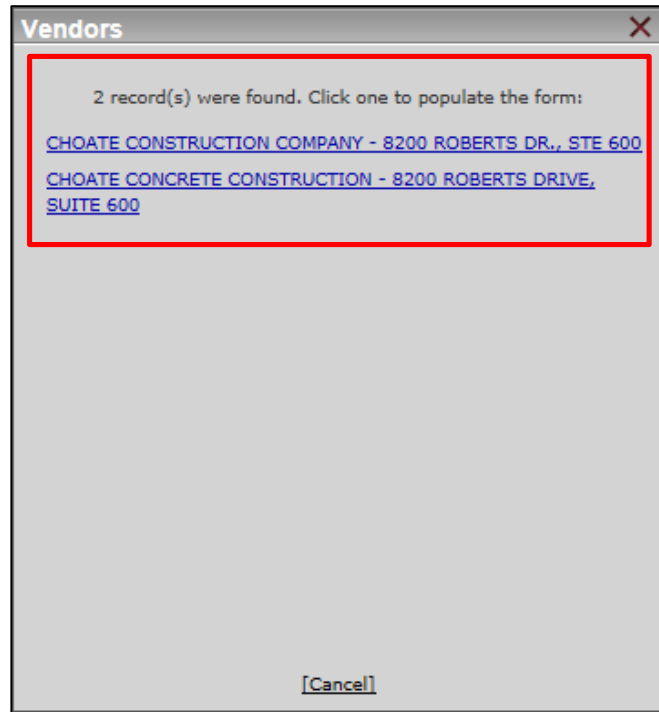 Vendors
2 record(s) were found. Click one to populate the form:
CHOATE CONSTRUCTION COMPANY - 8200 ROBERTS DR., STE 600
CHOATE CONCRETE CONSTRUCTION - 8200 ROBERTS DRIVE,
SUITE 600
[Cancel]